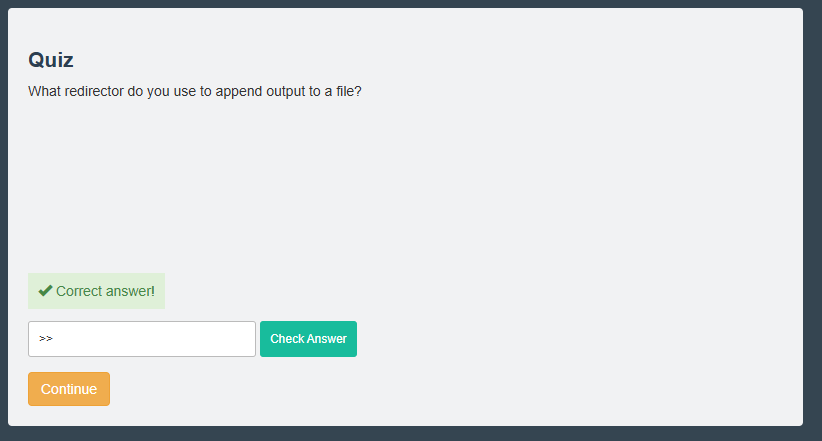 Quiz
What redirector do you use to append output to a file?
✔ Correct answer!
>>
Check Answer
Continue